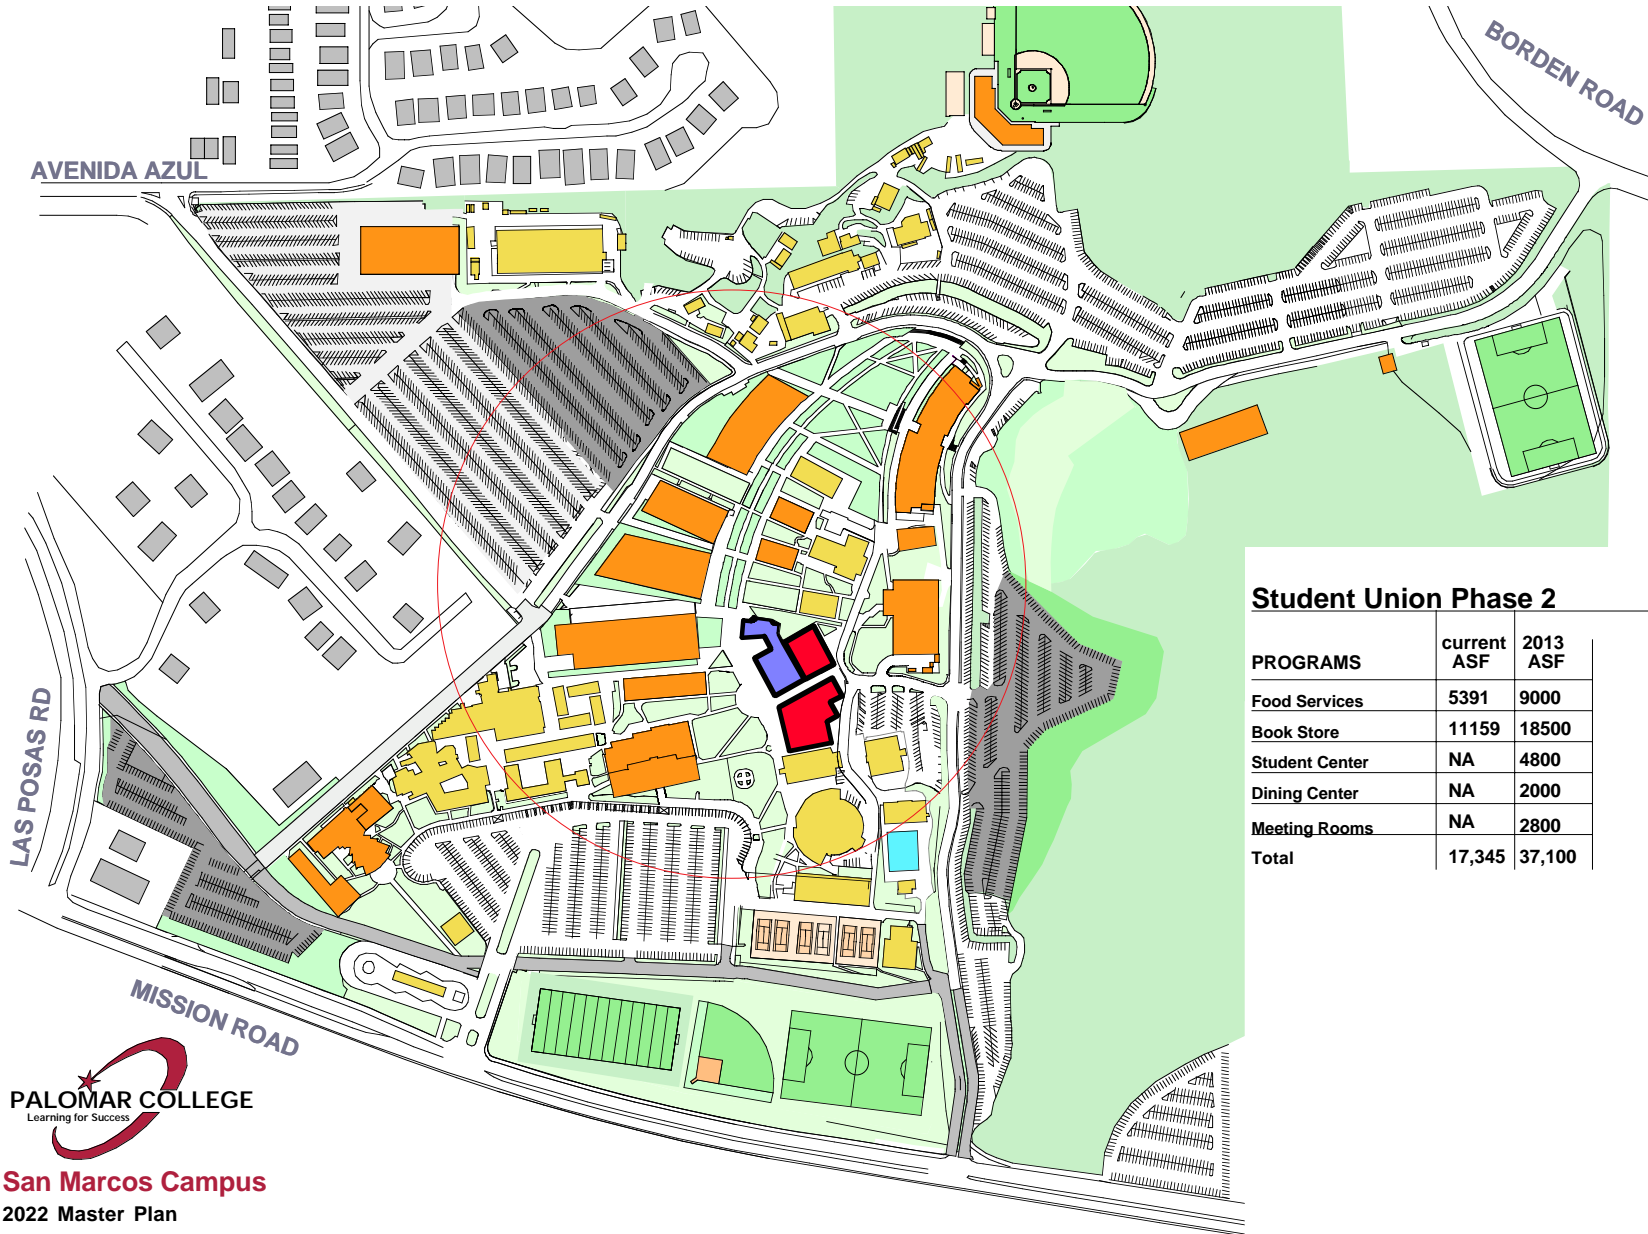 BORDEN ROAD
AVENIDA AZUL
LAS POSAS RD
MISSION ROAD
Student Union Phase 2
PROGRAMS current ASF 2013 ASF
Food Services 5391 9000
Book Store 11159 18500
Student Center NA 4800
Dining Center NA 2000
Meeting Rooms NA 2800
Total 17,345 37,100
PALOMAR COLLEGE
Learning for Success
San Marcos Campus
2022 Master Plan